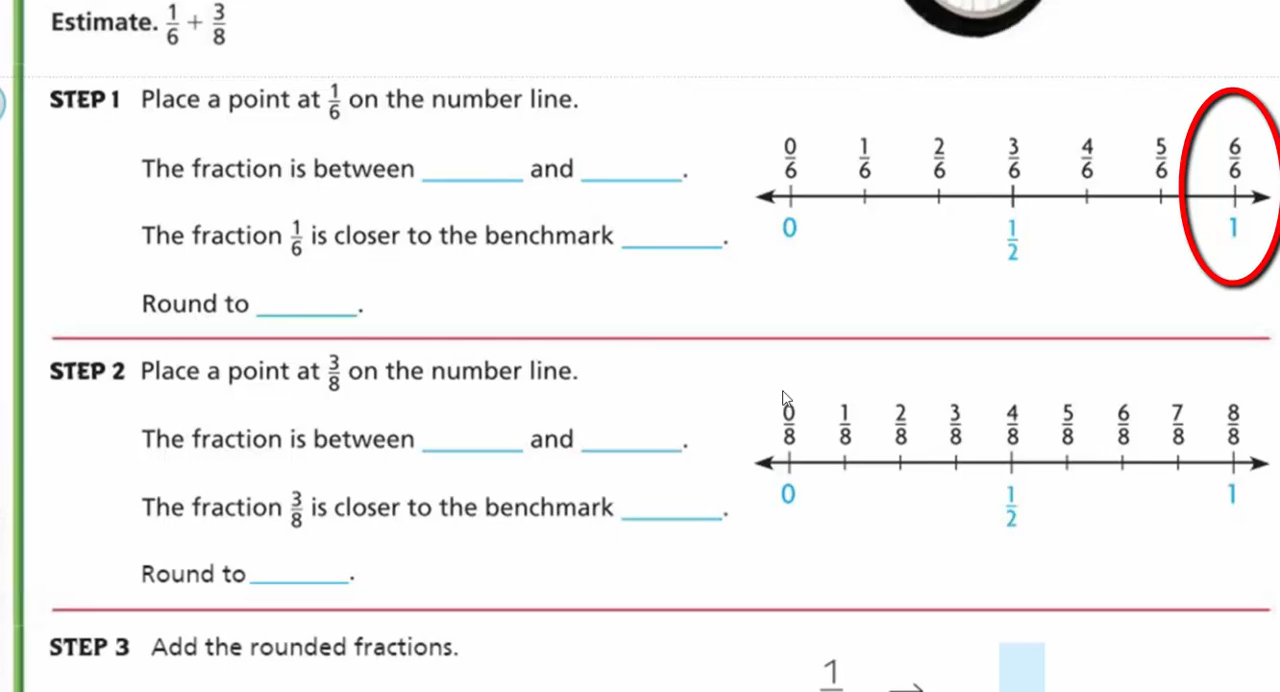 Estimate. 1/6 + 3/8
STEP 1 Place a point at 1/6 on the number line.
The fraction is between ________ and ________.
The fraction 1/6 is closer to the benchmark ________.
Round to ________.
0/6 1/6 2/6 3/6 4/6 5/6 6/6
0 1/2 1
STEP 2 Place a point at 3/8 on the number line.
The fraction is between ________ and ________.
The fraction 3/8 is closer to the benchmark ________.
Round to ________.
0/8 1/8 2/8 3/8 4/8 5/8 6/8 7/8 8/8
0 1/2 1
STEP 3 Add the rounded fractions.
1 →